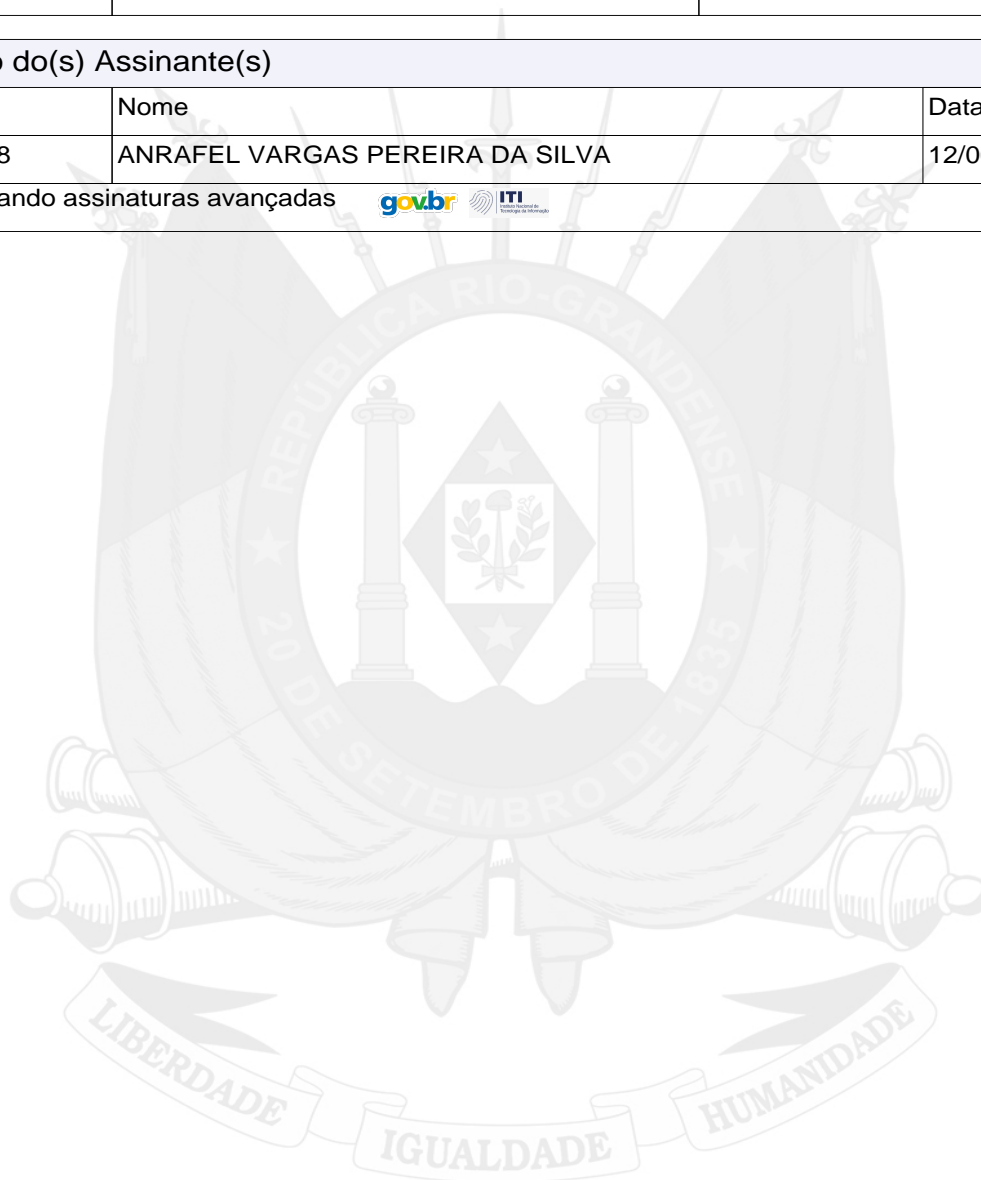 o do(s) Assinante(s)
Nome Data
8 ANRAFEL VARGAS PEREIRA DA SILVA 12/0
ando assinaturas avançadas gov.br ITI
REPÚBLICA RIO-GRANDENSE
20 DE SETEMBRO DE 1835
LIBERDADE IGUALDADE HUMANIDADE